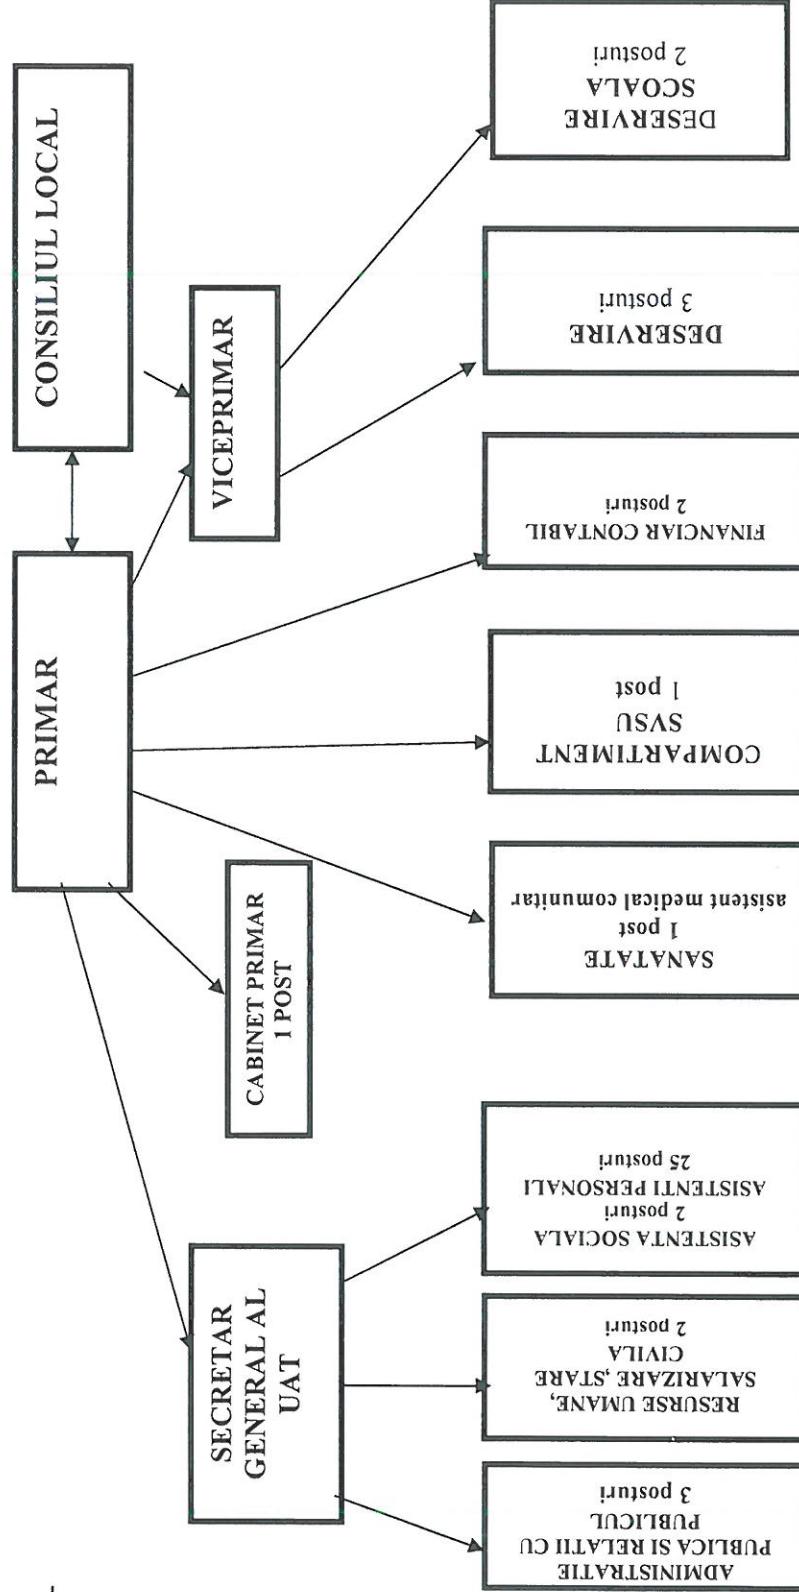 CONSILIUL LOCAL
PRIMAR
VICEPRIMAR
CABINET PRIMAR
1 POST
SECRETAR
GENERAL AL
UAT
ADMINISTRATIE
PUBLICA SI RELATII CU
PUBLICUL
3 posturi
RESURSE UMANE,
SALARIZARE ,STARE
CIVILA
2 posturi
ASISTENTA SOCIALA
2 posturi
ASISTENTI PERSONALI
25 posturi
SANATATE
1 post
asistent medical comunitar
COMPARTIMENT
SVSU
1 post
FINANCIAR CONTABIL
2 posturi
DESERVIRE
3 posturi
DESERVIRE
SCOALA
2 posturi